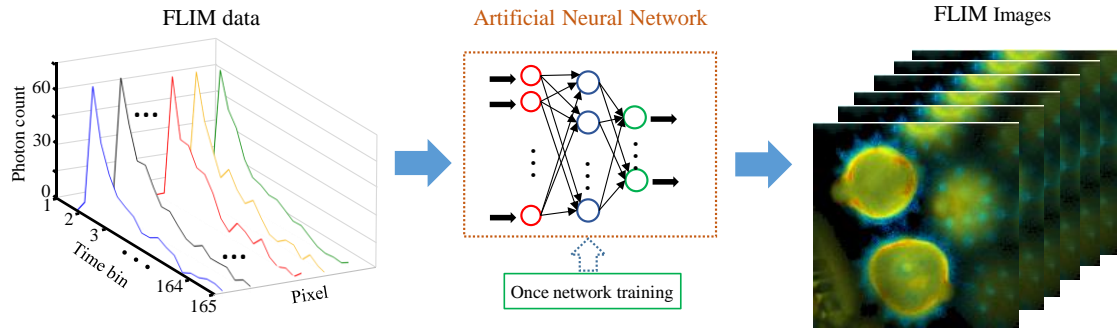 FLIM data
Artificial Neural Network
FLIM Images
Photon count
60
30
0
1
2
3
164
165
Time bin
Pixel
Once network training